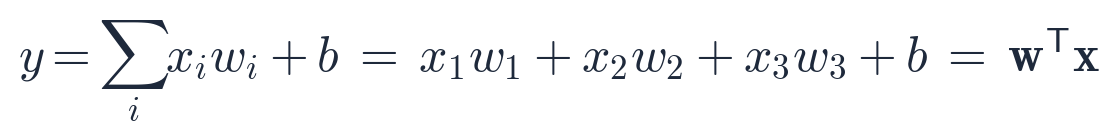 y = ∑ᵢ xᵢwᵢ + b = x₁w₁ + x₂w₂ + x₃w₃ + b = 𝐰ᵀ𝐱